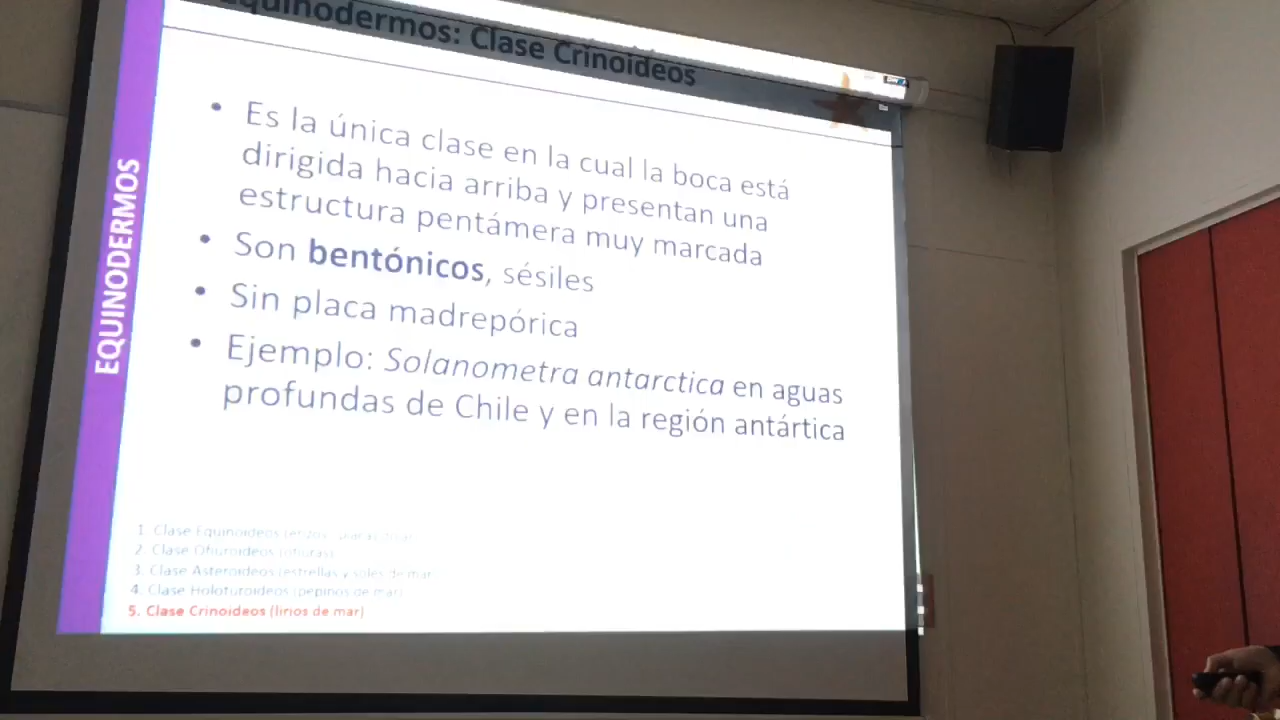 Equinodermos: Clase Crinoideos
EQUINODERMOS
• Es la única clase en la cual la boca está
dirigida hacia arriba y presentan una
estructura pentámera muy marcada
• Son bentónicos, sésiles
• Sin placa madrepórica
• Ejemplo: Solanometra antarctica en aguas
profundas de Chile y en la región antártica
1. Clase Equinoideos (erizos
2. Clase Ofiuroideos (ofiuras)
3. Clase Asteroideos (estrellas y soles de mar)
4. Clase Holoturoideos (pepinos de mar)
5. Clase Crinoideos (lirios de mar)